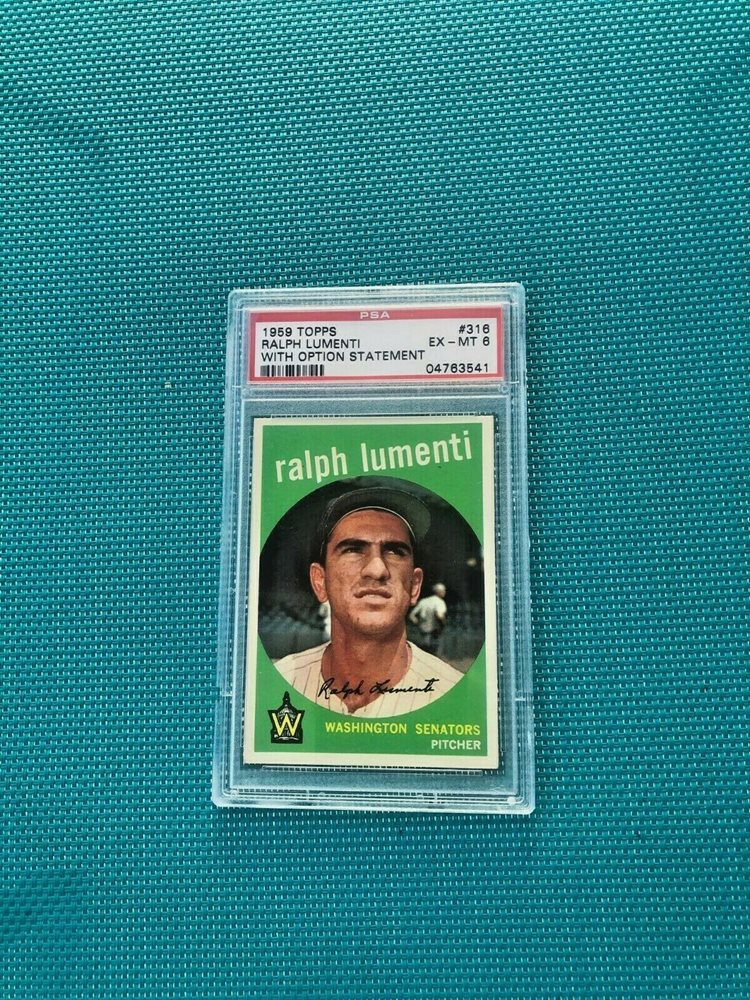 PSA
1959 TOPPS #316
RALPH LUMENTI EX - MT 6
WITH OPTION STATEMENT
04763541
ralph lumenti
Ralph Lumenti
W
WASHINGTON SENATORS
PITCHER